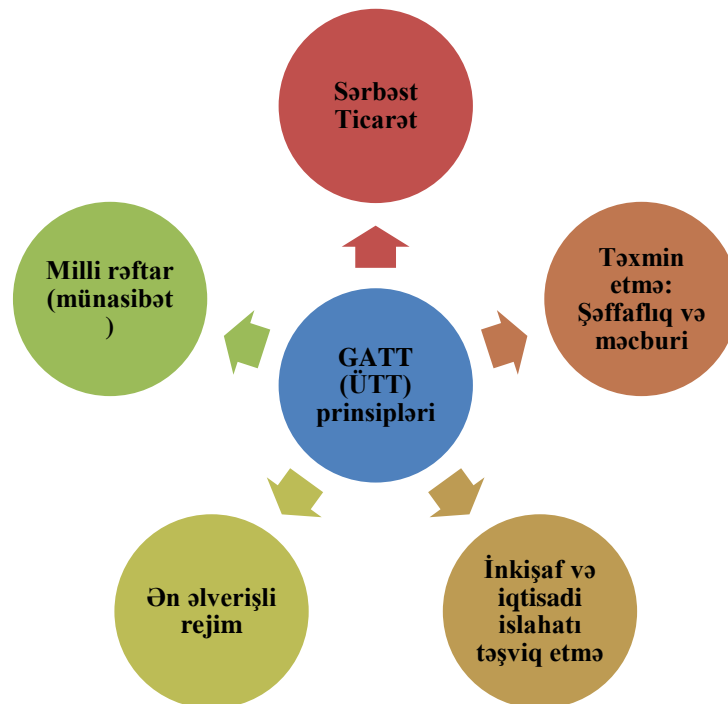 Sərbəst
Ticarət
Təxmin
etmə:
Şəffaflıq və
məcburi
İnkişaf və
iqtisadi
islahatı
təşviq etmə
Ən əlverişli
rejim
Milli rəftar
(münasibət
)
GATT
(ÜTT)
prinsipləri